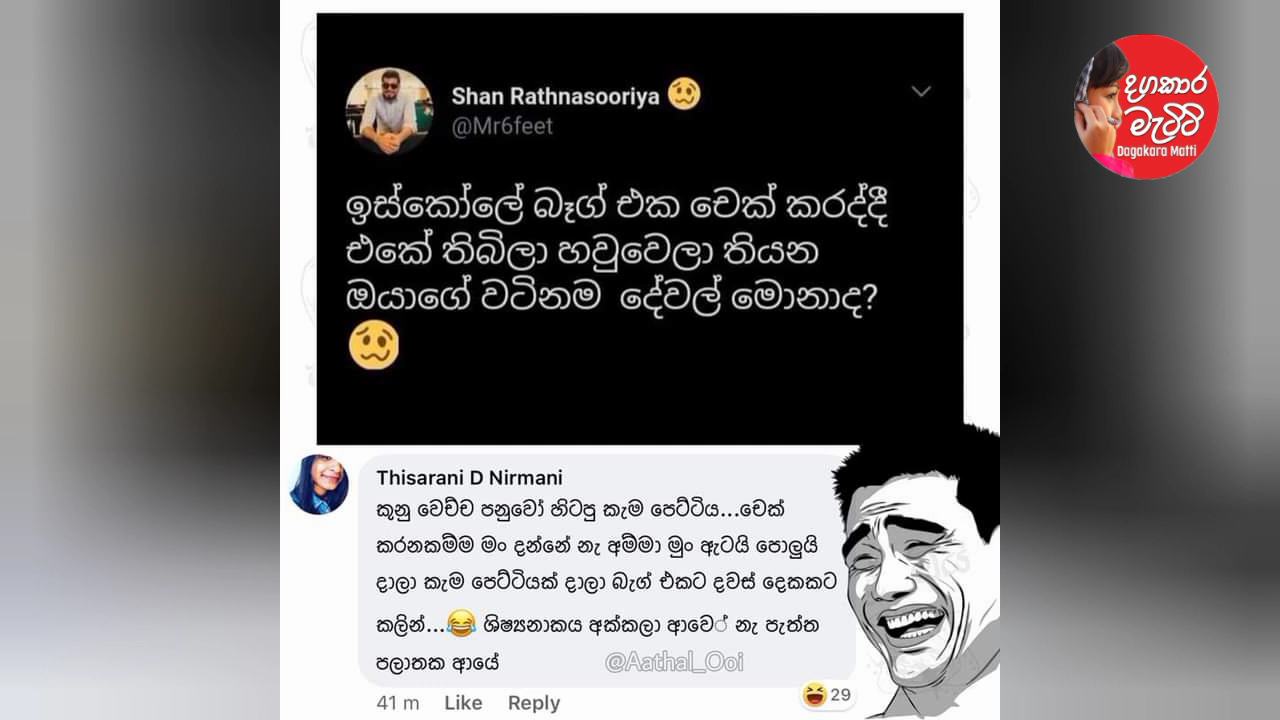 දගකාර
මැට්ටි
Dagakara Matti
Shan Rathnasooriya
@Mr6feet
ඉස්කෝලේ බෑග් එක චෙක් කරද්දී
එකේ තිබිලා හවුවෙලා තියන
ඔයාගේ වටිනම දේවල් මොනාද?
Thisarani D Nirmani
කුනු වෙච්ච පනුවෝ හිටපු කැම පෙට්ටිය...චෙක්
කරනකම්ම මං දන්නේ නෑ අම්මා මුං ඇටයි පොලුයි
දාලා කැම පෙට්ටියක් දාලා බැග් එකට දවස් දෙකකට
කලින්...😂 ශිෂ්‍යනාකය අක්කලා ආවේ නෑ පැත්ත
පලාතක ආයේ
@Aathal_Ooi
29
41 m Like Reply